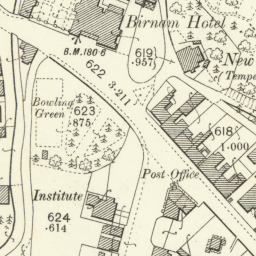 Birnam Hotel
B.M.180.6
619
.957
New
Temp
622
3.211
Bowling
Green
623
.875
618
1.000
Post Office
Institute
624
.614